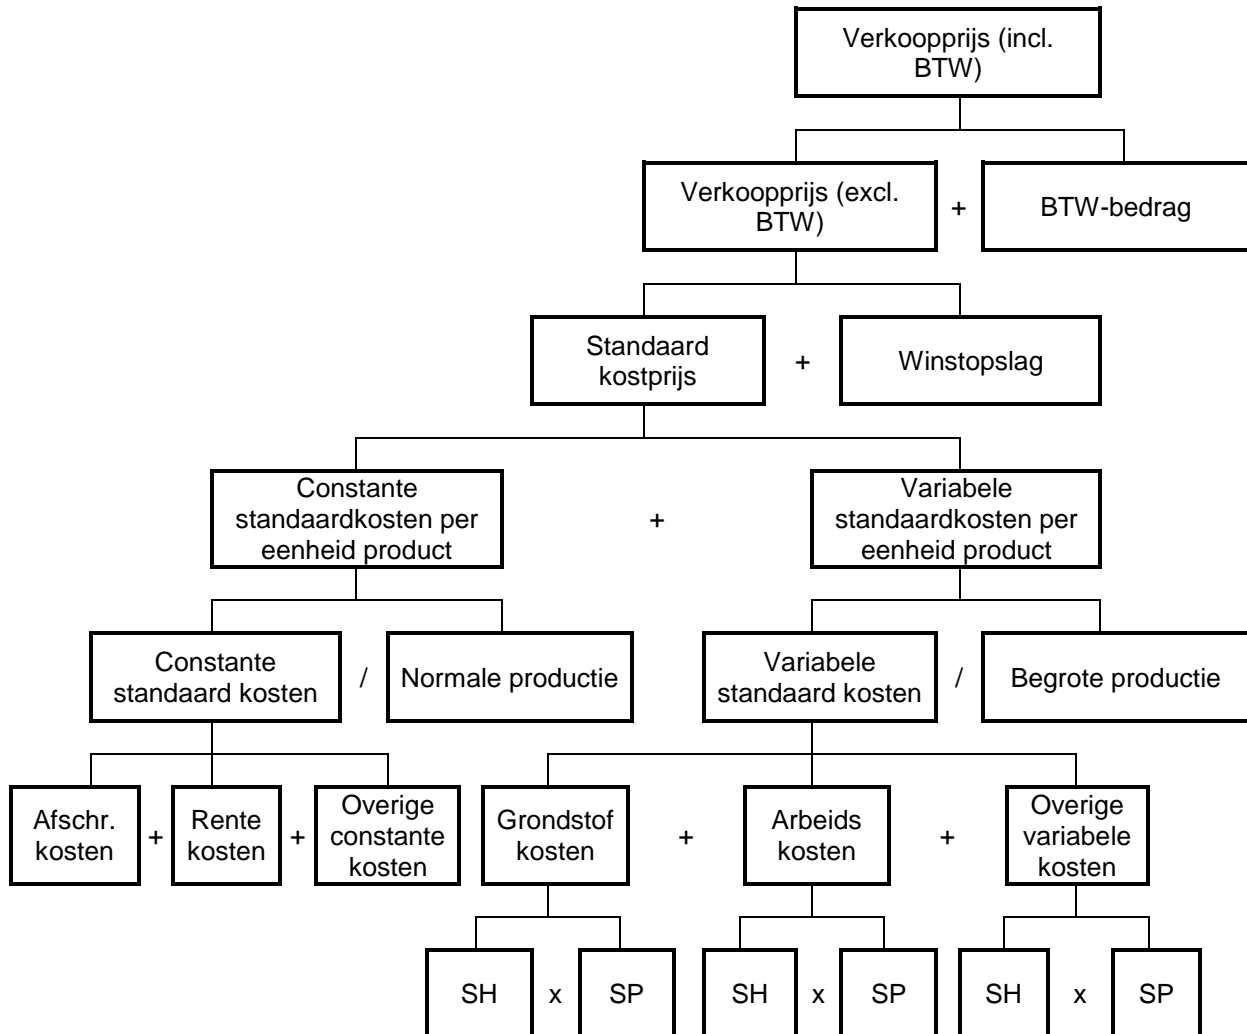 Verkoopprijs (incl.
BTW)
Verkoopprijs (excl.
BTW)
+
BTW-bedrag
Standaard
kostprijs
+
Winstopslag
Constante
standaardkosten per
eenheid product
+
Variabele
standaardkosten per
eenheid product
Constante
standaard kosten
/
Normale productie
Variabele
standaard kosten
/
Begrote productie
Afschr.
kosten
+
Rente
kosten
+
Overige
constante
kosten
Grondstof
kosten
+
Arbeids
kosten
+
Overige
variabele
kosten
SH
x
SP
SH
x
SP
SH
x
SP